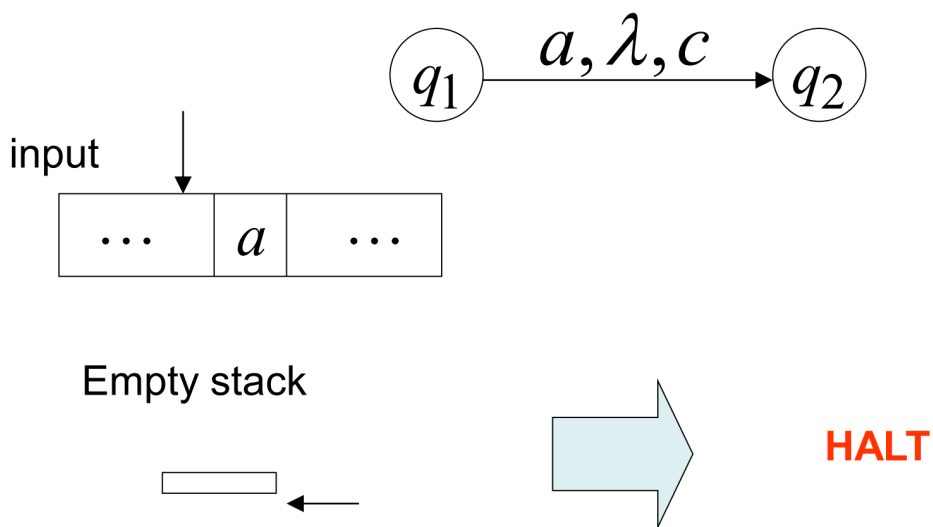 q1 a, λ, c q2
input
··· a ···
Empty stack
HALT